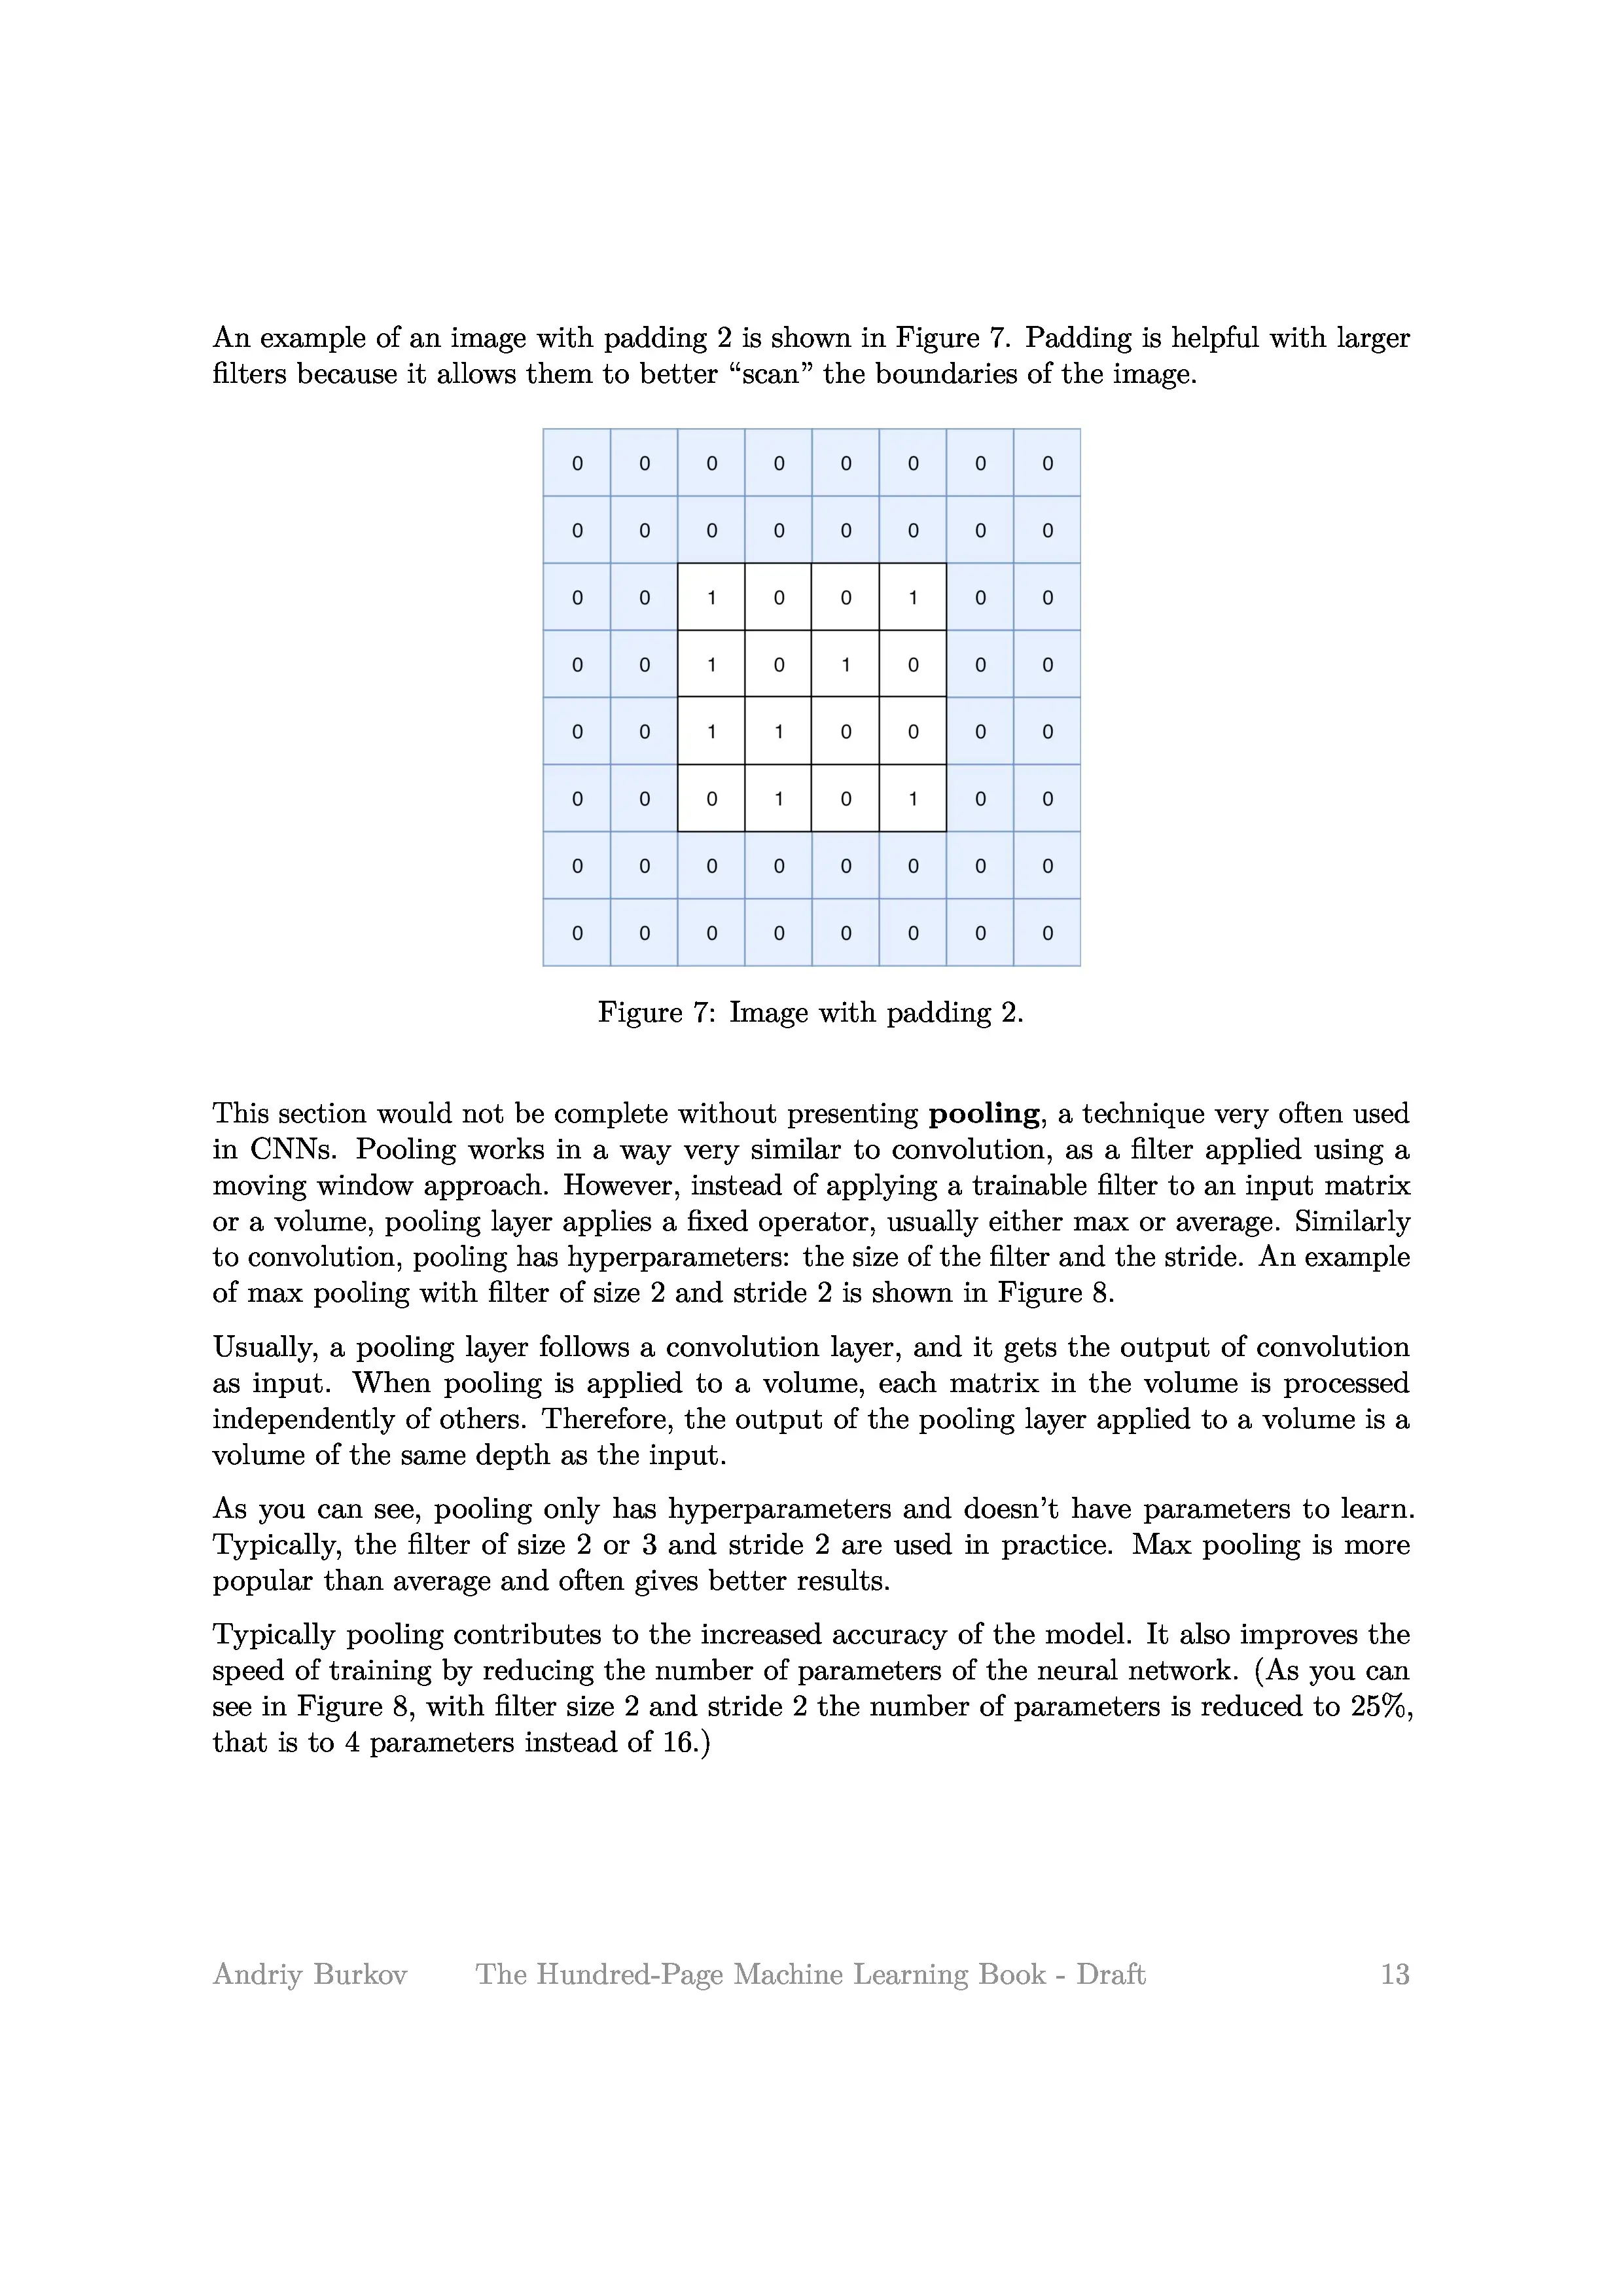 An example of an image with padding 2 is shown in Figure 7. Padding is helpful with larger
filters because it allows them to better “scan” the boundaries of the image.
0 0 0 0 0 0 0 0
0 0 0 0 0 0 0 0
0 0 1 0 0 1 0 0
0 0 1 0 1 0 0 0
0 0 1 1 0 0 0 0
0 0 0 1 0 1 0 0
0 0 0 0 0 0 0 0
0 0 0 0 0 0 0 0
Figure 7: Image with padding 2.
This section would not be complete without presenting pooling, a technique very often used
in CNNs. Pooling works in a way very similar to convolution, as a filter applied using a
moving window approach. However, instead of applying a trainable filter to an input matrix
or a volume, pooling layer applies a fixed operator, usually either max or average. Similarly
to convolution, pooling has hyperparameters: the size of the filter and the stride. An example
of max pooling with filter of size 2 and stride 2 is shown in Figure 8.
Usually, a pooling layer follows a convolution layer, and it gets the output of convolution
as input. When pooling is applied to a volume, each matrix in the volume is processed
independently of others. Therefore, the output of the pooling layer applied to a volume is a
volume of the same depth as the input.
As you can see, pooling only has hyperparameters and doesn’t have parameters to learn.
Typically, the filter of size 2 or 3 and stride 2 are used in practice. Max pooling is more
popular than average and often gives better results.
Typically pooling contributes to the increased accuracy of the model. It also improves the
speed of training by reducing the number of parameters of the neural network. (As you can
see in Figure 8, with filter size 2 and stride 2 the number of parameters is reduced to 25%,
that is to 4 parameters instead of 16.)
Andriy Burkov The Hundred-Page Machine Learning Book - Draft 13